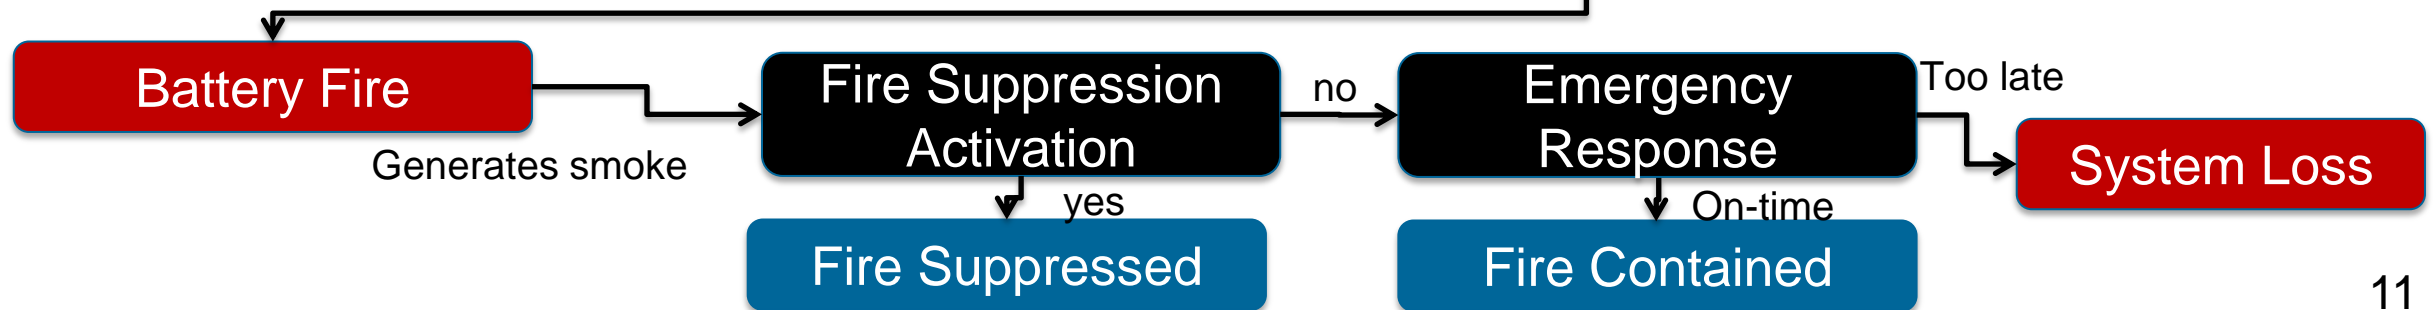 Battery Fire
Generates smoke
Fire Suppression
Activation
no
yes
Fire Suppressed
Emergency
Response
Too late
On-time
Fire Contained
System Loss
11